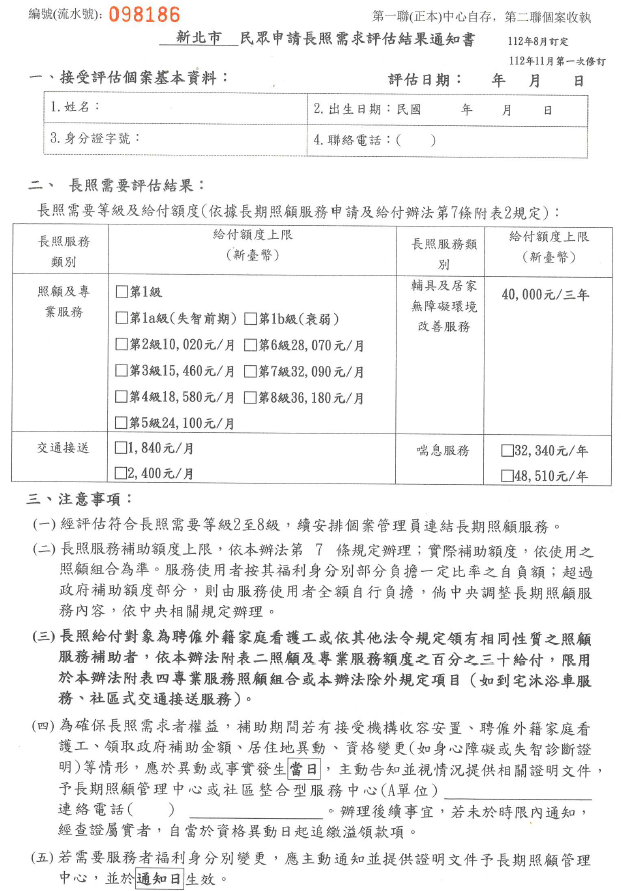 編號(流水號): 098186 第一聯(正本)中心自存，第二聯個案收執
新北市 民眾申請長照需求評估結果通知書 112年8月訂定
112年11月第一次修訂
一、接受評估個案基本資料： 評估日期： 年 月 日
1.姓名： 2.出生日期：民國 年 月 日
3.身分證字號： 4.聯絡電話：( )
二、 長照需要評估結果：
長照需要等級及給付額度(依據長期照顧服務申請及給付辦法第7條附表2規定)：
長照服務類別 給付額度上限(新臺幣) 長照服務類別 給付額度上限(新臺幣)
照顧及專業服務 □第1級 輔具及居家無障礙環境改善服務 40,000元/三年
□第1a級(失智前期) □第1b級(衰弱)
□第2級10,020元/月 □第6級28,070元/月
□第3級15,460元/月 □第7級32,090元/月
□第4級18,580元/月 □第8級36,180元/月
□第5級24,100元/月
交通接送 □1,840元/月 喘息服務 □32,340元/年
□2,400元/月 □48,510元/年
三、注意事項：
(一)經評估符合長照需要等級2至8級，續安排個案管理員連結長期照顧服務。
(二)長照服務補助額度上限，依本辦法第 7 條規定辦理；實際補助額度，依使用之
照顧組合為準。服務使用者按其福利身分別部分負擔一定比率之自負額；超過
政府補助額度部分，則由服務使用者全額自行負擔，倘中央調整長期照顧服
務內容，依中央相關規定辦理。
(三)長照給付對象為聘僱外籍家庭看護工或依其他法令規定領有相同性質之照顧
服務補助者，依本辦法附表二照顧及專業服務額度之百分之三十給付，限用
於本辦法附表四專業服務照顧組合或本辦法除外規定項目（如到宅沐浴車服
務、社區式交通接送服務）。
(四)為確保長照需求者權益，補助期間若有接受機構收容安置、聘僱外籍家庭看
護工、領取政府補助金額、居住地異動、資格變更(如身心障礙或失智診斷證
明)等情形，應於異動或事實發生當日，主動告知並視情況提供相關證明文件，
予長期照顧管理中心或社區整合型服務中心(A單位)
連絡電話( ) 。辦理後續事宜，若未於時限內通知，
經查證屬實者，自當於資格異動日起追繳溢領款項。
(五)若需要服務者福利身分別變更，應主動通知並提供證明文件予長期照顧管理
中心，並於通知日生效。